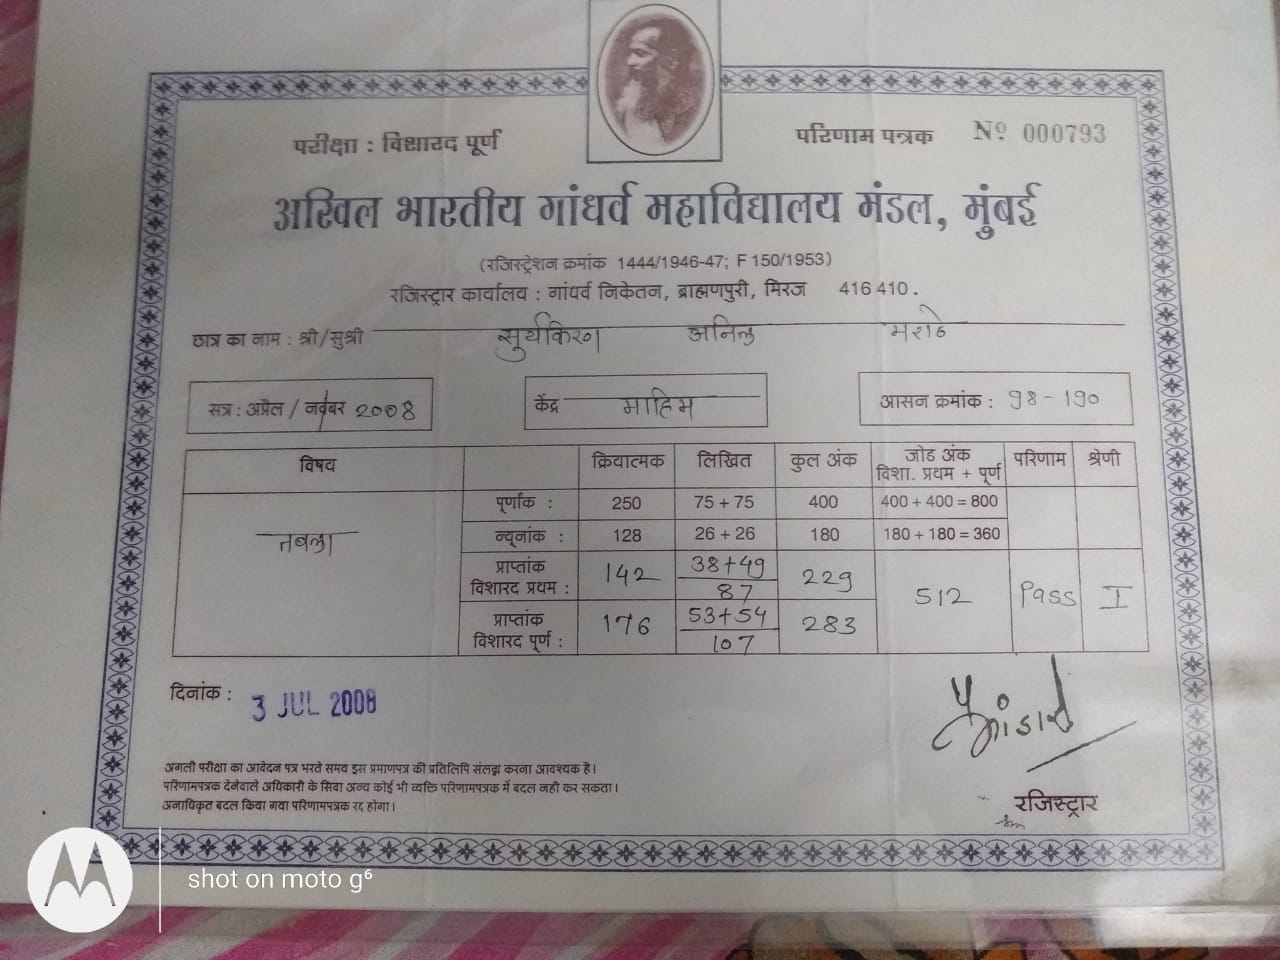 परीक्षा : विशारद पूर्ण
परिणाम पत्रक Nº 000793
अखिल भारतीय गांधर्व महाविद्यालय मंडल, मुंबई
(रजिस्ट्रेशन क्रमांक 1444/1946-47; F 150/1953)
रजिस्ट्रार कार्यालय : गांधर्व निकेतन, ब्राह्मणपुरी, मिरज 416 410.
छात्र का नाम : श्री/सुश्री सुर्यकिरण अनिल मराठे
सत्र : अप्रैल / नवंबर 2008 केंद्र माहिम आसन क्रमांक : 98-190
विषय क्रियात्मक लिखित कुल अंक जोड अंक विशा. प्रथम + पूर्ण परिणाम श्रेणी
पूर्णांक : 250 75 + 75 400 400 + 400 = 800
तबला
न्यूनांक : 128 26 + 26 180 180 + 180 = 360
प्राप्तांक विशारद प्रथम : 142 38+49 87 229 512 Pass I
प्राप्तांक विशारद पूर्ण : 176 53+54 107 283
दिनांक : 3 JUL 2008
अगली परीक्षा का आवेदन पत्र भरते समय इस प्रमाणपत्र की प्रतिलिपि संलग्न करना आवश्यक है।
परिणामपत्रक देनेवाले अधिकारी के सिवा अन्य कोई भी व्यक्ति परिणामपत्रक में बदल नही कर सकता।
अनाधिकृत बदल किया गया परिणामपत्रक रद्द होगा।
रजिस्ट्रार
shot on moto g⁶